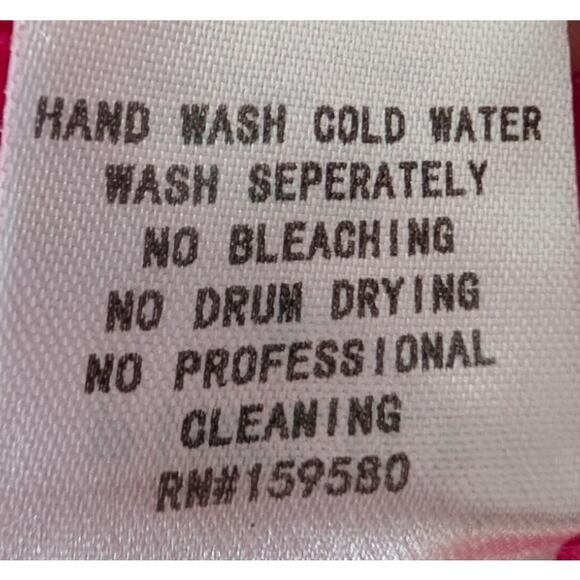 HAND WASH COLD WATER
WASH SEPERATELY
NO BLEACHING
NO DRUM DRYING
NO PROFESSIONAL
CLEANING
RN#159580